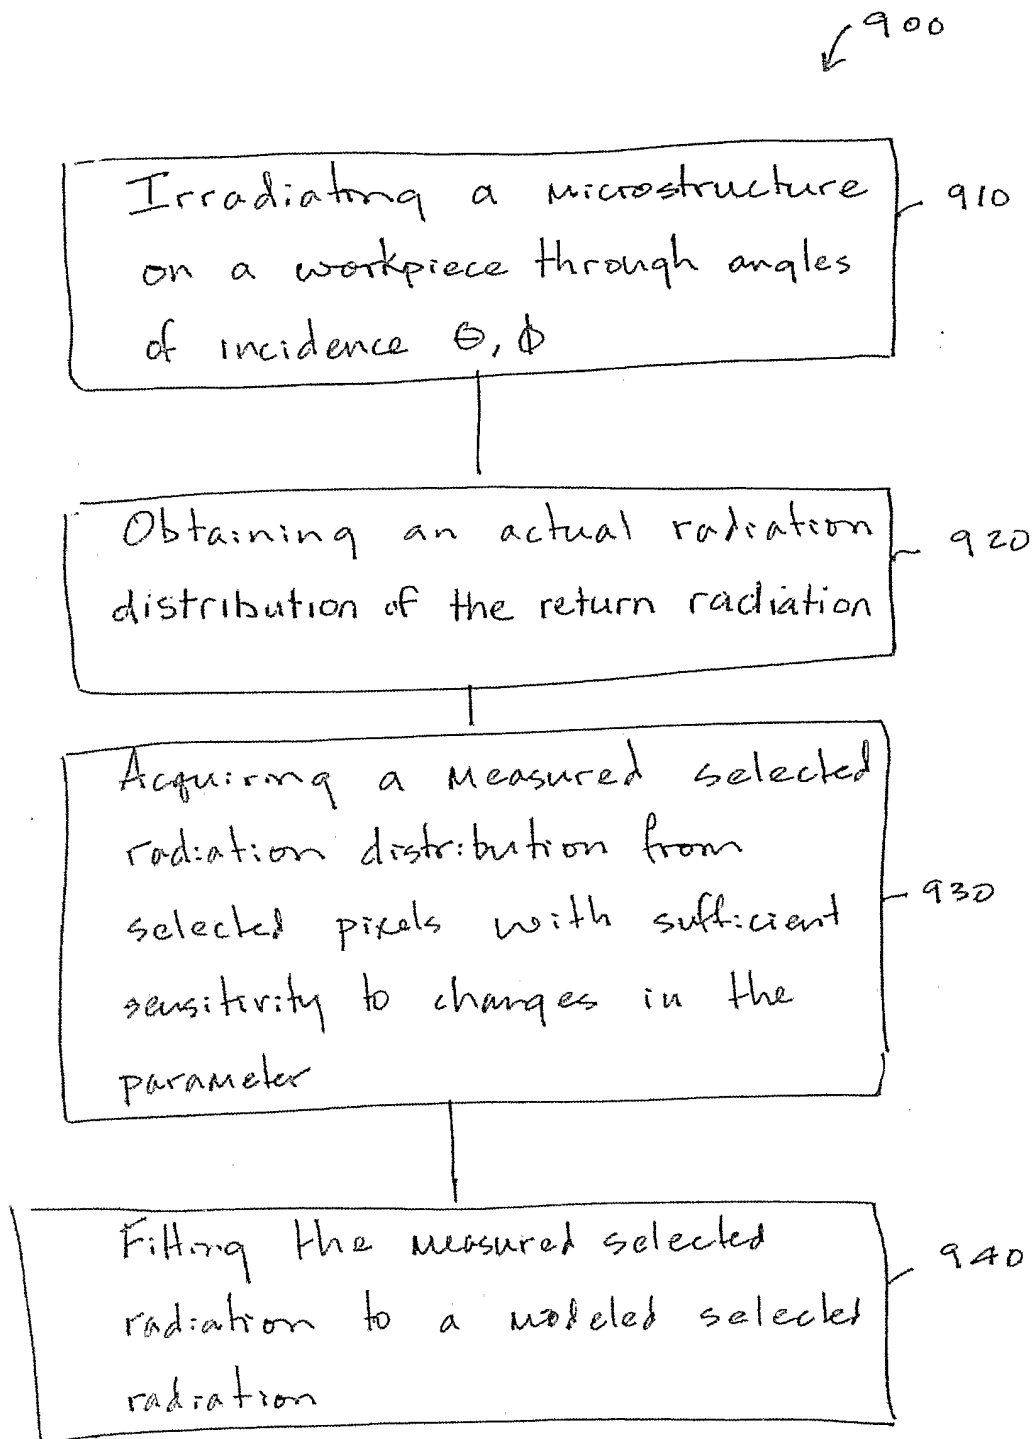 900
Irradiating a microstructure
on a workpiece through angles
of incidence θ, ϕ
910
Obtaining an actual radiation
distribution of the return radiation
920
Acquiring a measured selected
radiation distribution from
selected pixels with sufficient
sensitivity to changes in the
parameter
930
Fitting the measured selected
radiation to a modeled selected
radiation
940